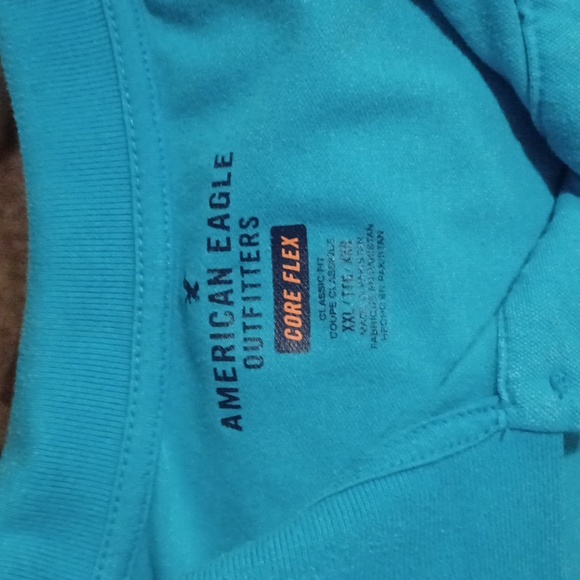 AMERICAN EAGLE
OUTFITTERS
CORE FLEX
CLASSIC FIT
COUPE CLASSIQUE
XXL/TTG
MADE IN PAKISTAN
FABRIQUÉ AU PAKISTAN
HECHO EN PAKISTAN